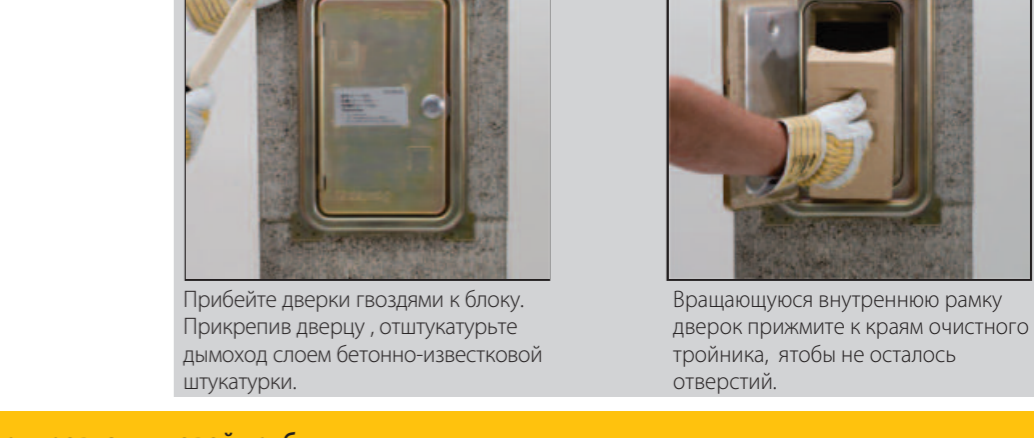 Прибейте дверки гвоздями к блоку.
Прикрепив дверцу , отштукатурьте
дымоход слоем бетонно-известковой
штукатурки.
Вращающуюся внутреннюю рамку
дверок прижмите к краям очистного
тройника, ятобы не осталось
отверстий.